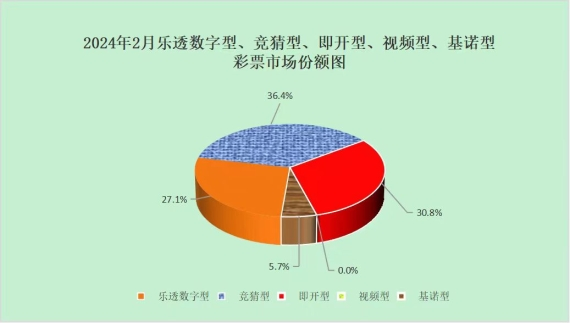 2024年2月乐透数字型、竞猜型、即开型、视频型、基诺型
彩票市场份额图
36.4%
27.1%
30.8%
5.7%
0.0%
乐透数字型 竞猜型 即开型 视频型 基诺型